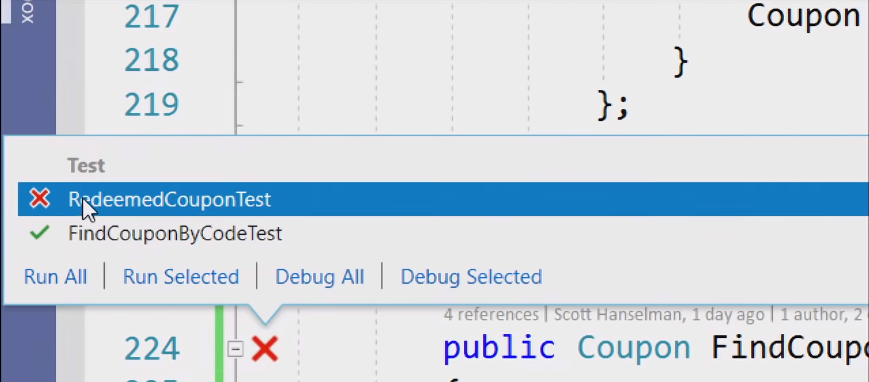 217 Coupon
218 }
219 };
Test
RedeemedCouponTest
FindCouponByCodeTest
Run All | Run Selected | Debug All | Debug Selected
4 references | Scott Hanselman, 1 day ago | 1 author, 2
224 public Coupon FindCoupo